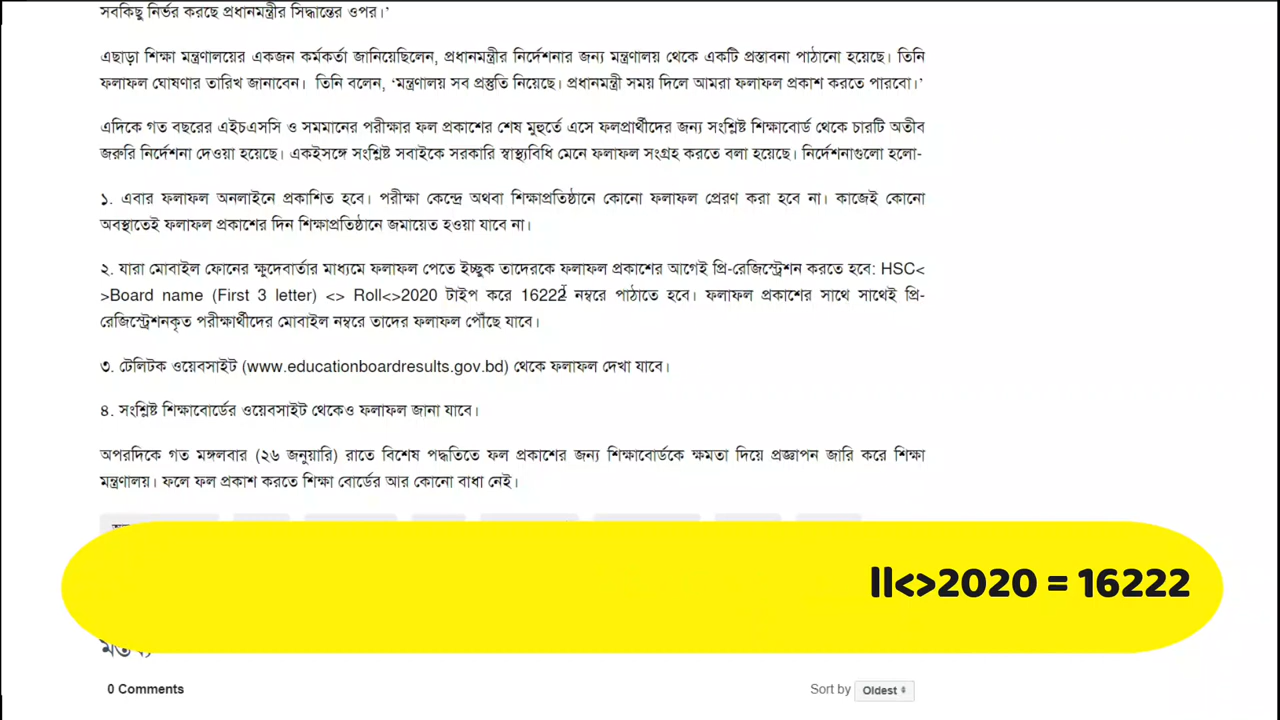 সবকিছু নির্ভর করছে প্রধানমন্ত্রীর সিদ্ধান্তের ওপর।’
এছাড়া শিক্ষা মন্ত্রণালয়ের একজন কর্মকর্তা জানিয়েছিলেন, প্রধানমন্ত্রীর নির্দেশনার জন্য মন্ত্রণালয় থেকে একটি প্রস্তাবনা পাঠানো হয়েছে। তিনি
ফলাফল ঘোষণার তারিখ জানাবেন। তিনি বলেন, ‘মন্ত্রণালয় সব প্রস্তুতি নিয়েছে। প্রধানমন্ত্রী সময় দিলে আমরা ফলাফল প্রকাশ করতে পারবো।’
এদিকে গত বছরের এইচএসসি ও সমমানের পরীক্ষার ফল প্রকাশের শেষ মুহুর্তে এসে ফলপ্রার্থীদের জন্য সংশ্লিষ্ট শিক্ষাবোর্ড থেকে চারটি অতীব
জরুরি নির্দেশনা দেওয়া হয়েছে। একইসঙ্গে সংশ্লিষ্ট সবাইকে সরকারি স্বাস্থ্যবিধি মেনে ফলাফল সংগ্রহ করতে বলা হয়েছে। নির্দেশনাগুলো হলো-
১. এবার ফলাফল অনলাইনে প্রকাশিত হবে। পরীক্ষা কেন্দ্রে অথবা শিক্ষাপ্রতিষ্ঠানে কোনো ফলাফল প্রেরণ করা হবে না। কাজেই কোনো
অবস্থাতেই ফলাফল প্রকাশের দিন শিক্ষাপ্রতিষ্ঠানে জমায়েত হওয়া যাবে না।
২. যারা মোবাইল ফোনের ক্ষুদেবার্তার মাধ্যমে ফলাফল পেতে ইচ্ছুক তাদেরকে ফলাফল প্রকাশের আগেই প্রি-রেজিস্ট্রেশন করতে হবে: HSC<
>Board name (First 3 letter) <> Roll<>2020 টাইপ করে 16222 নম্বরে পাঠাতে হবে। ফলাফল প্রকাশের সাথে সাথেই প্রি-
রেজিস্ট্রেশনকৃত পরীক্ষার্থীদের মোবাইল নম্বরে তাদের ফলাফল পৌঁছে যাবে।
৩. টেলিটক ওয়েবসাইট (www.educationboardresults.gov.bd) থেকে ফলাফল দেখা যাবে।
৪. সংশ্লিষ্ট শিক্ষাবোর্ডের ওয়েবসাইট থেকেও ফলাফল জানা যাবে।
অপরদিকে গত মঙ্গলবার (২৬ জনুয়ারি) রাতে বিশেষ পদ্ধতিতে ফল প্রকাশের জন্য শিক্ষাবোর্ডকে ক্ষমতা দিয়ে প্রজ্ঞাপন জারি করে শিক্ষা
মন্ত্রণালয়। ফলে ফল প্রকাশ করতে শিক্ষা বোর্ডের আর কোনো বাধা নেই।
ll<>2020 = 16222
0 Comments
Sort by Oldest